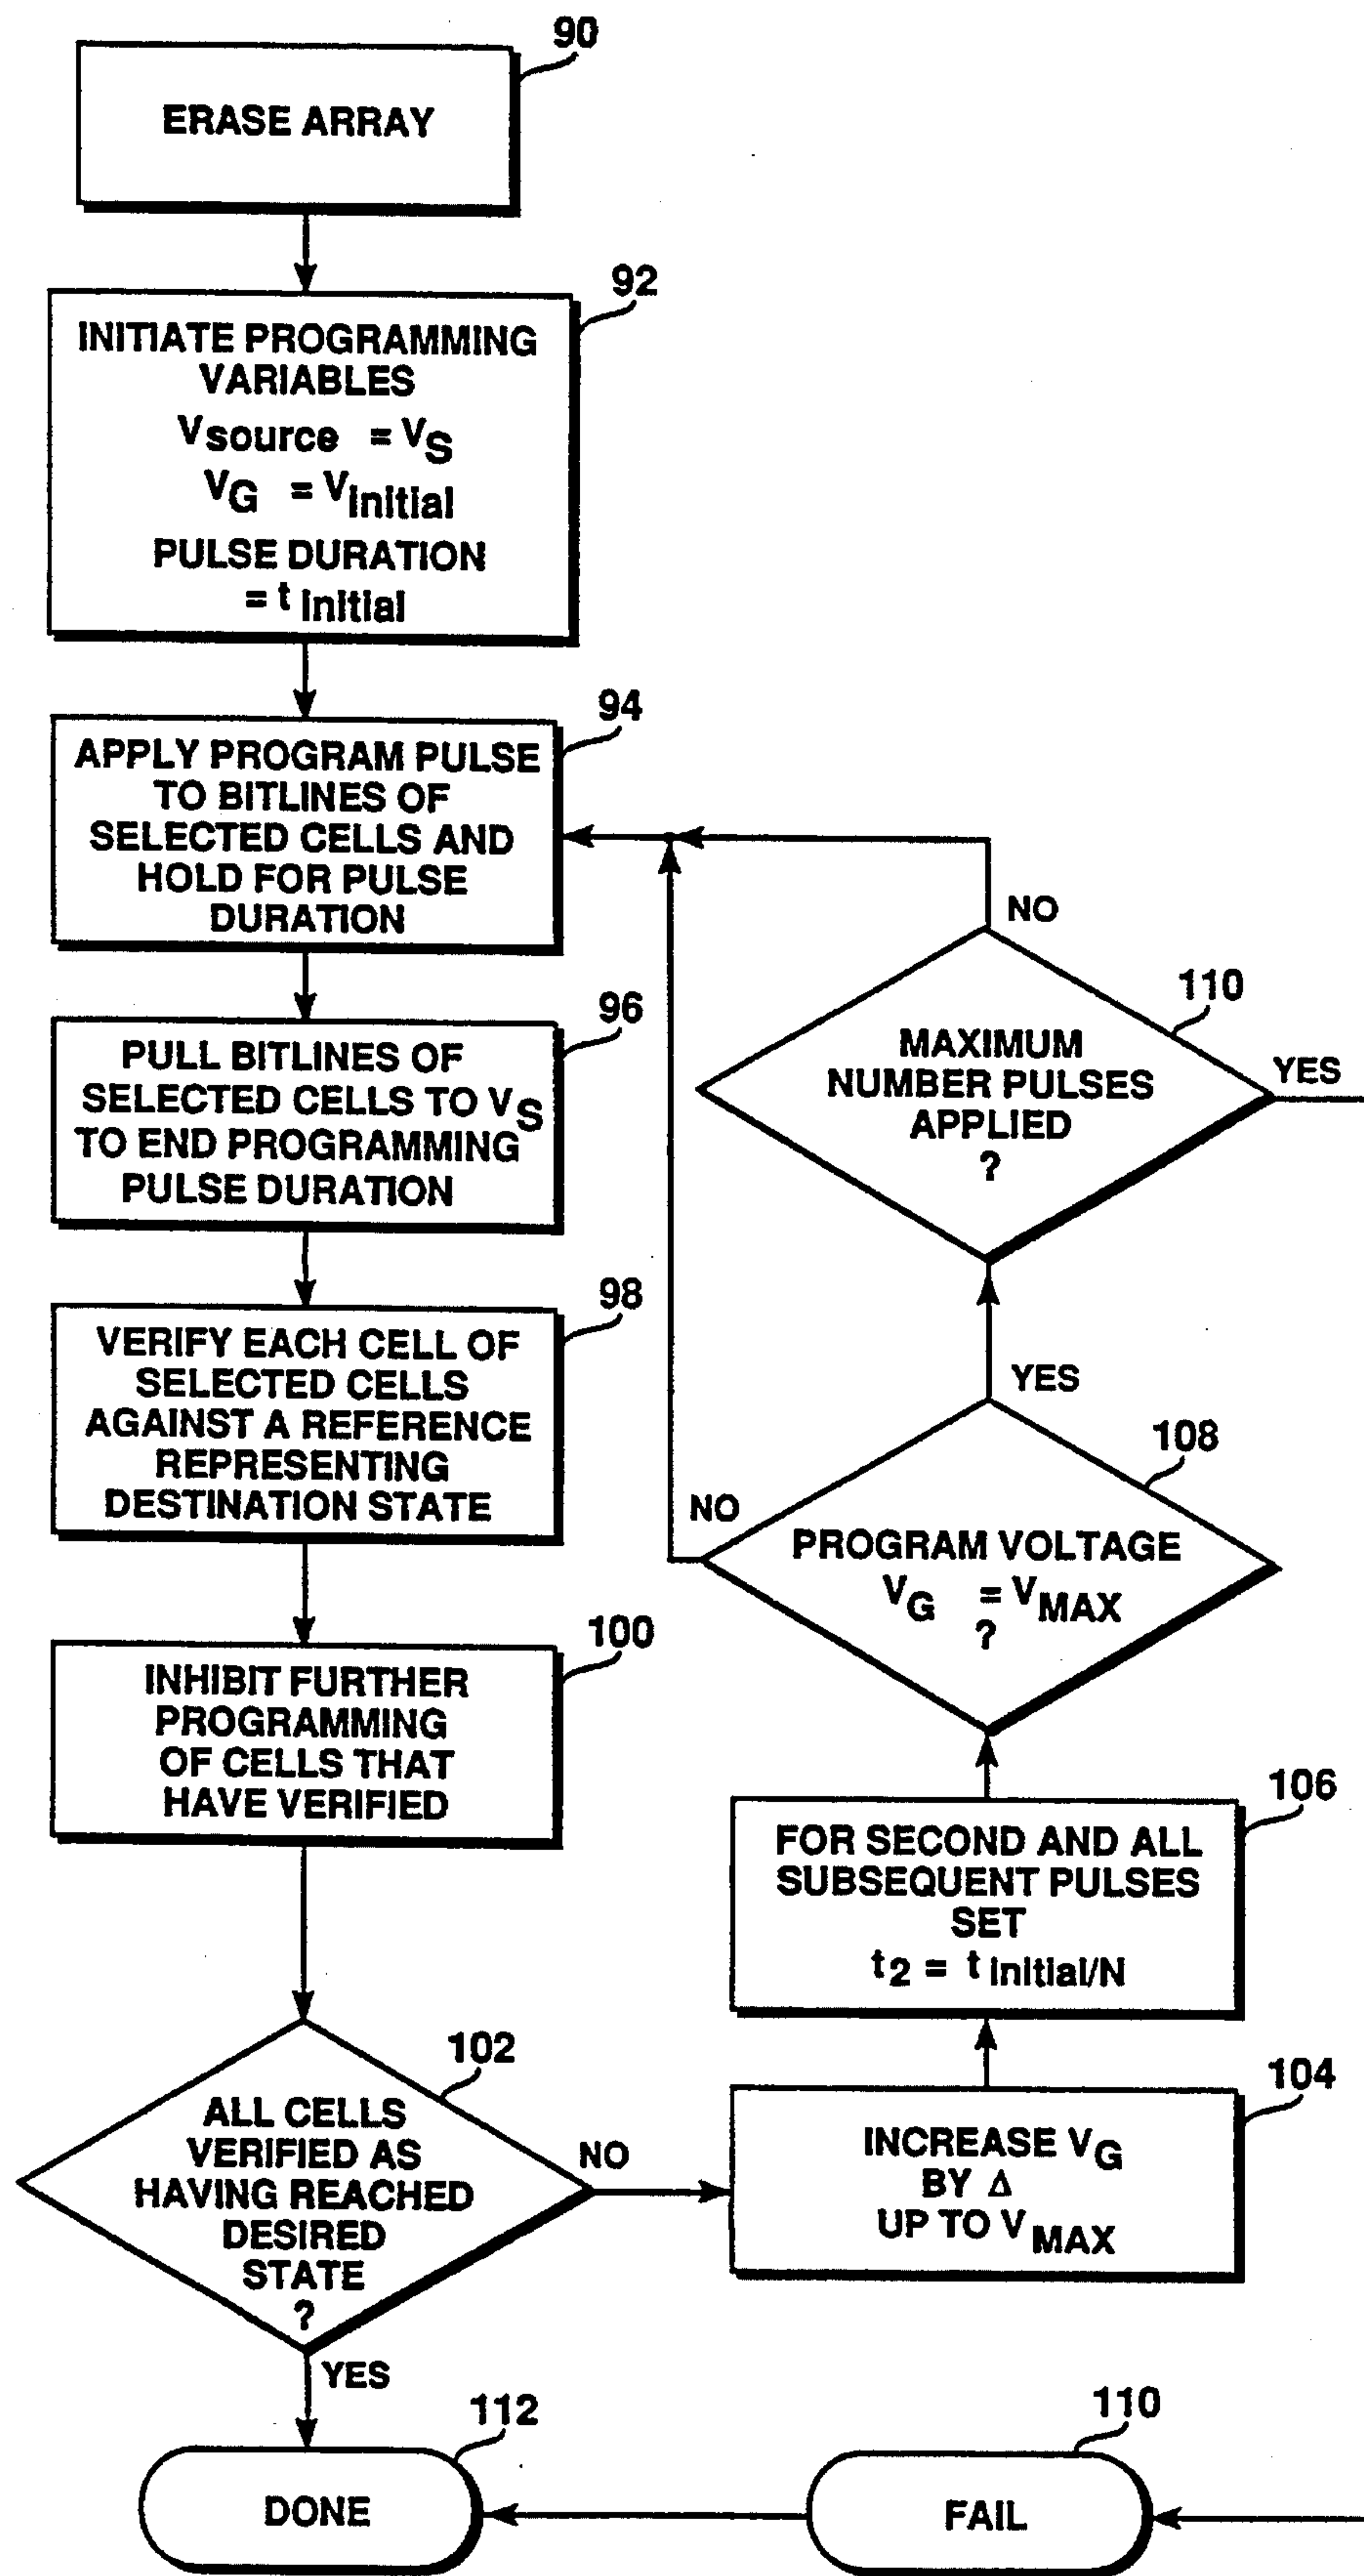 90
ERASE ARRAY
92
INITIATE PROGRAMMING
VARIABLES
Vsource = VS
VG = VInitial
PULSE DURATION
= t Initial
94
APPLY PROGRAM PULSE
TO BITLINES OF
SELECTED CELLS AND
HOLD FOR PULSE
DURATION
96
PULL BITLINES OF
SELECTED CELLS TO VS
TO END PROGRAMMING
PULSE DURATION
98
VERIFY EACH CELL OF
SELECTED CELLS
AGAINST A REFERENCE
REPRESENTING
DESTINATION STATE
100
INHIBIT FURTHER
PROGRAMMING
OF CELLS THAT
HAVE VERIFIED
102
ALL CELLS
VERIFIED AS
HAVING REACHED
DESIRED
STATE
?
NO
YES
104
INCREASE VG
BY Δ
UP TO VMAX
106
FOR SECOND AND ALL
SUBSEQUENT PULSES
SET
t2 = t Initial/N
108
PROGRAM VOLTAGE
VG = VMAX
?
NO
YES
110
MAXIMUM
NUMBER PULSES
APPLIED
?
NO
YES
110
FAIL
112
DONE